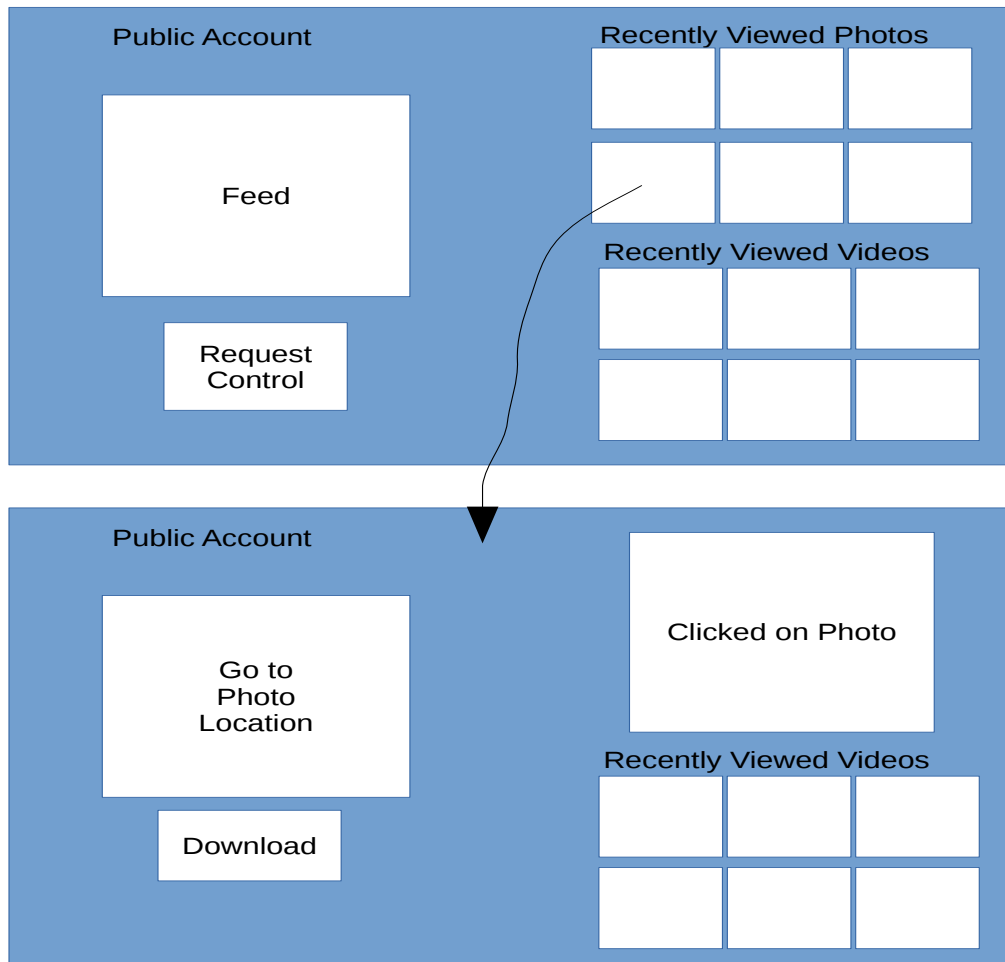 Public Account
Recently Viewed Photos
Feed
Recently Viewed Videos
Request
Control
Public Account
Clicked on Photo
Go to
Photo
Location
Recently Viewed Videos
Download